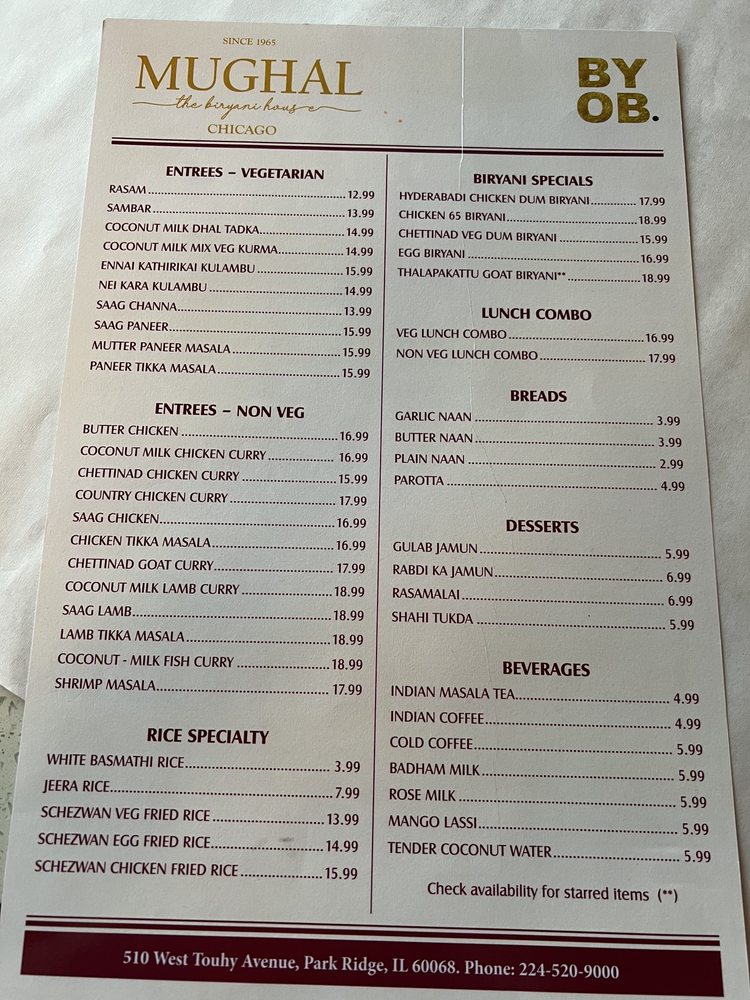 SINCE 1965
MUGHAL
the biryani house
CHICAGO
BY
OB.
ENTREES – VEGETARIAN
RASAM 12.99
SAMBAR 13.99
COCONUT MILK DHAL TADKA 14.99
COCONUT MILK MIX VEG KURMA 14.99
ENNAI KATHIRIKAI KULAMBU 15.99
NEI KARA KULAMBU 14.99
SAAG CHANNA 13.99
SAAG PANEER 15.99
MUTTER PANEER MASALA 15.99
PANEER TIKKA MASALA 15.99
ENTREES – NON VEG
BUTTER CHICKEN 16.99
COCONUT MILK CHICKEN CURRY 16.99
CHETTINAD CHICKEN CURRY 15.99
COUNTRY CHICKEN CURRY 17.99
SAAG CHICKEN 16.99
CHICKEN TIKKA MASALA 16.99
CHETTINAD GOAT CURRY 17.99
COCONUT MILK LAMB CURRY 18.99
SAAG LAMB 18.99
LAMB TIKKA MASALA 18.99
COCONUT - MILK FISH CURRY 18.99
SHRIMP MASALA 17.99
RICE SPECIALTY
WHITE BASMATHI RICE 3.99
JEERA RICE 7.99
SCHEZWAN VEG FRIED RICE 13.99
SCHEZWAN EGG FRIED RICE 14.99
SCHEZWAN CHICKEN FRIED RICE 15.99
BIRYANI SPECIALS
HYDERABADI CHICKEN DUM BIRYANI 17.99
CHICKEN 65 BIRYANI 18.99
CHETTINAD VEG DUM BIRYANI 15.99
EGG BIRYANI 16.99
THALAPAKATTU GOAT BIRYANI** 18.99
LUNCH COMBO
VEG LUNCH COMBO 16.99
NON VEG LUNCH COMBO 17.99
BREADS
GARLIC NAAN 3.99
BUTTER NAAN 3.99
PLAIN NAAN 2.99
PAROTTA 4.99
DESSERTS
GULAB JAMUN 5.99
RABDI KA JAMUN 6.99
RASAMALAI 6.99
SHAHI TUKDA 5.99
BEVERAGES
INDIAN MASALA TEA 4.99
INDIAN COFFEE 4.99
COLD COFFEE 5.99
BADHAM MILK 5.99
ROSE MILK 5.99
MANGO LASSI 5.99
TENDER COCONUT WATER 5.99
Check availability for starred items (**)
510 West Touhy Avenue, Park Ridge, IL 60068. Phone: 224-520-9000